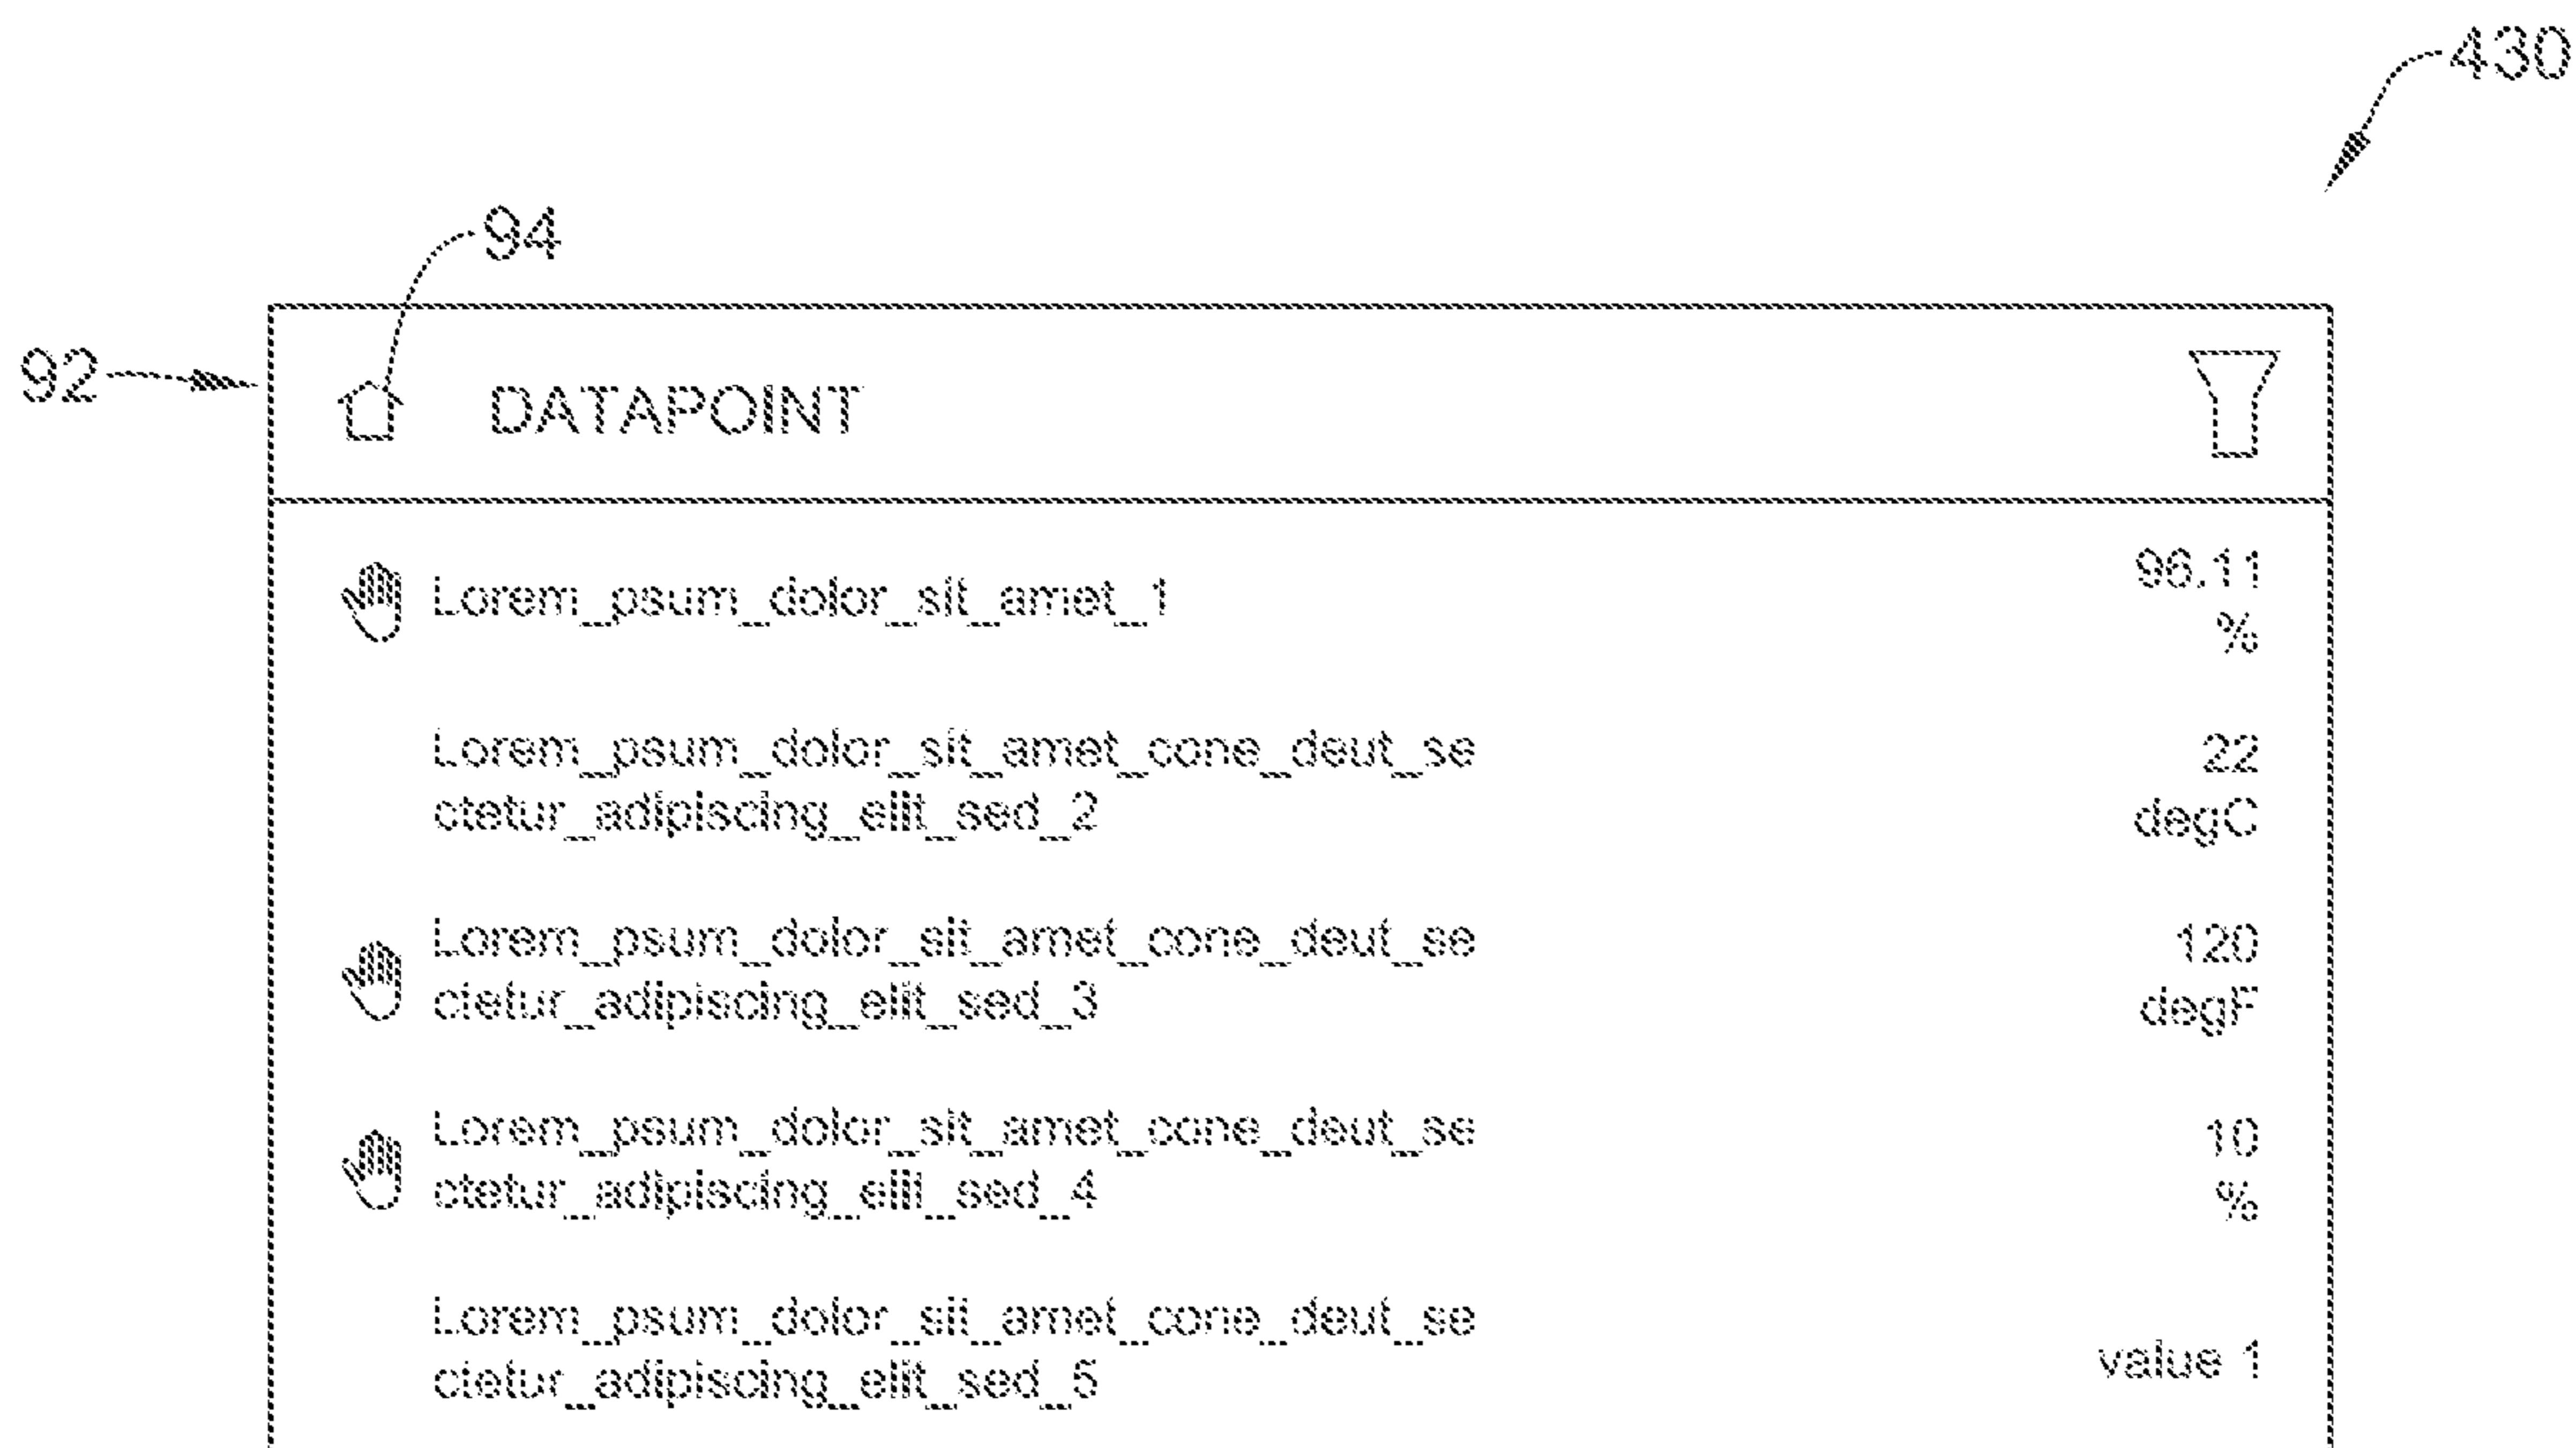 430
94
92
DATAPOINT
Lorem_psum_dolor_sit_amet_1
96.11
%
Lorem_psum_dolor_sit_amet_cone_deut_se
ctetur_adipiscing_elit_sed_2
22
degC
Lorem_psum_dolor_sit_amet_cone_deut_se
ctetur_adipiscing_elit_sed_3
120
degF
Lorem_psum_dolor_sit_amet_cone_deut_se
ctetur_adipiscing_elit_sed_4
10
%
Lorem_psum_dolor_sit_amet_cone_deut_se
ctetur_adipiscing_elit_sed_5
value 1